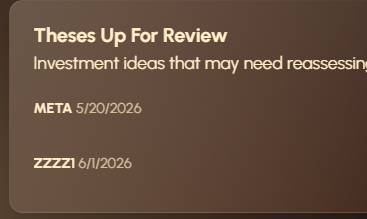 Theses Up For Review
Investment ideas that may need reassessing
META 5/20/2026
ZZZZ1 6/1/2026